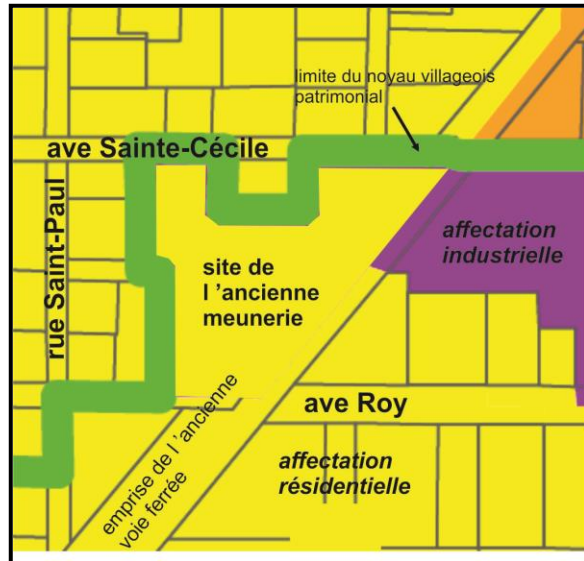 limite du noyau villageois
patrimonial
ave Sainte-Cécile
rue Saint-Paul
affectation
industrielle
site de
l 'ancienne
meunerie
ave Roy
emprise de l 'ancienne
voie ferrée
affectation
résidentielle